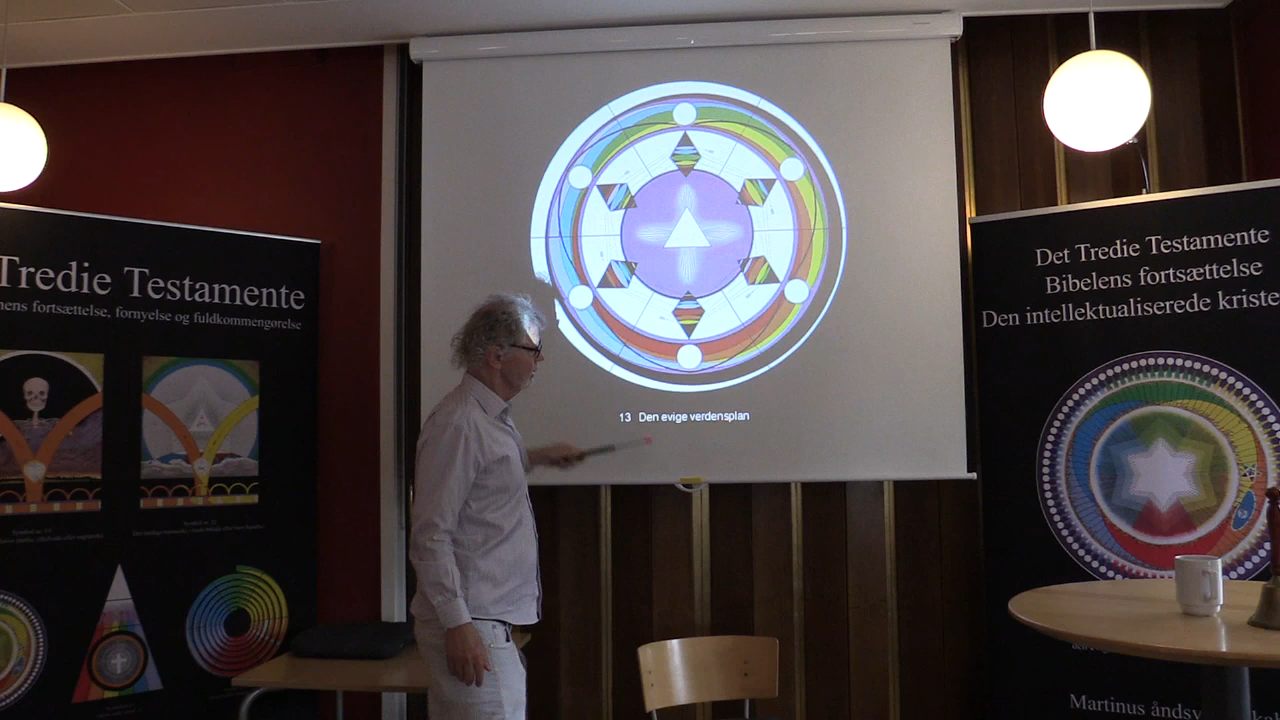 Tredie Testamente
ens fortsættelse, fornyelse og fuldkommengørelse
13 Den evige verdensplan
Det Tredie Testamente
Bibelens fortsættelse
Den intellektualiserede kriste
Martinus åndsv